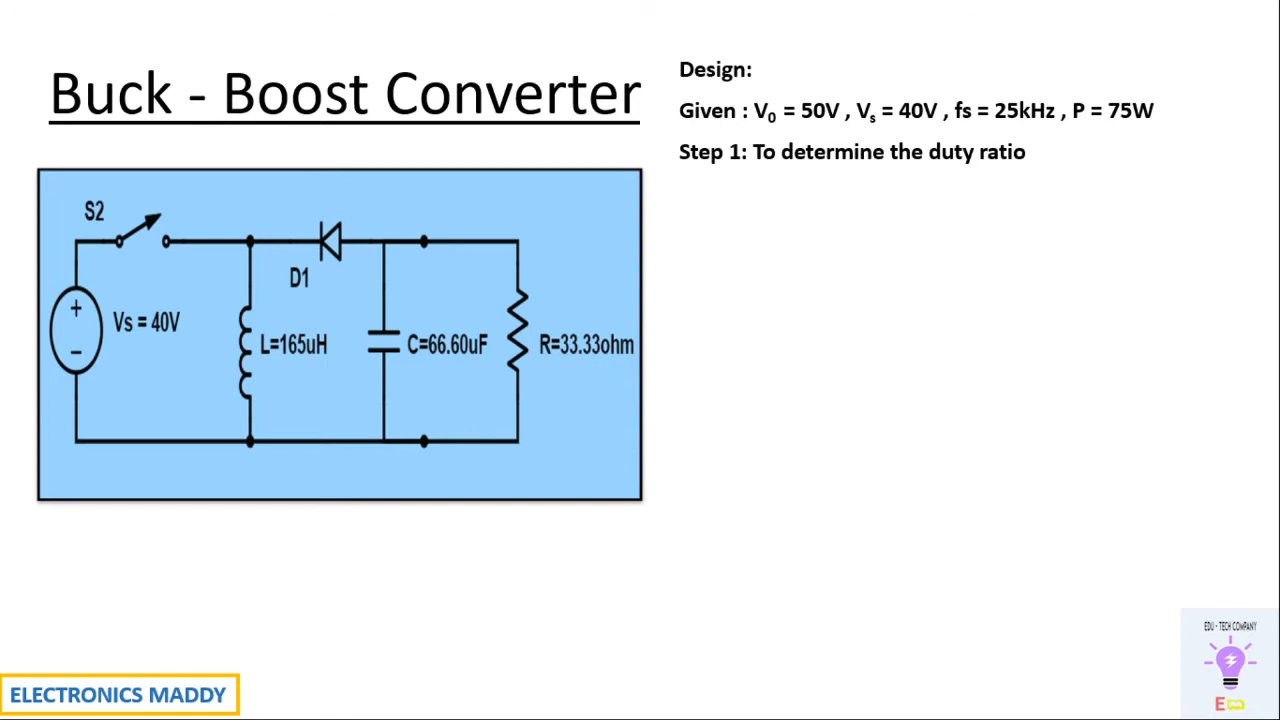 Buck - Boost Converter
Design:
Given : V₀ = 50V , Vₛ = 40V , fs = 25kHz , P = 75W
Step 1: To determine the duty ratio
S2
D1
+
Vs = 40V
−
L=165uH
C=66.60uF
R=33.33ohm
EDU - TECH COMPANY
ELECTRONICS MADDY